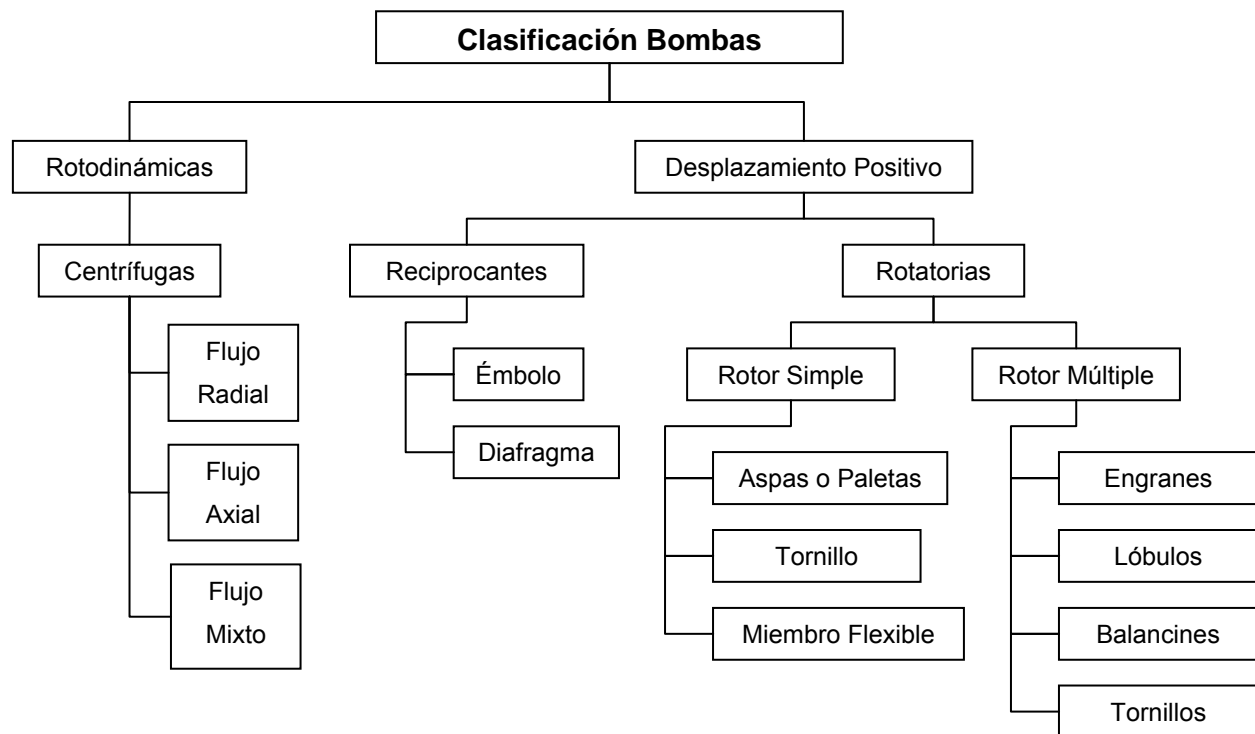 Clasificación Bombas
Rotodinámicas
Desplazamiento Positivo
Centrífugas
Reciprocantes
Rotatorias
Flujo
Radial
Flujo
Axial
Flujo
Mixto
Émbolo
Diafragma
Rotor Simple
Rotor Múltiple
Aspas o Paletas
Tornillo
Miembro Flexible
Engranes
Lóbulos
Balancines
Tornillos